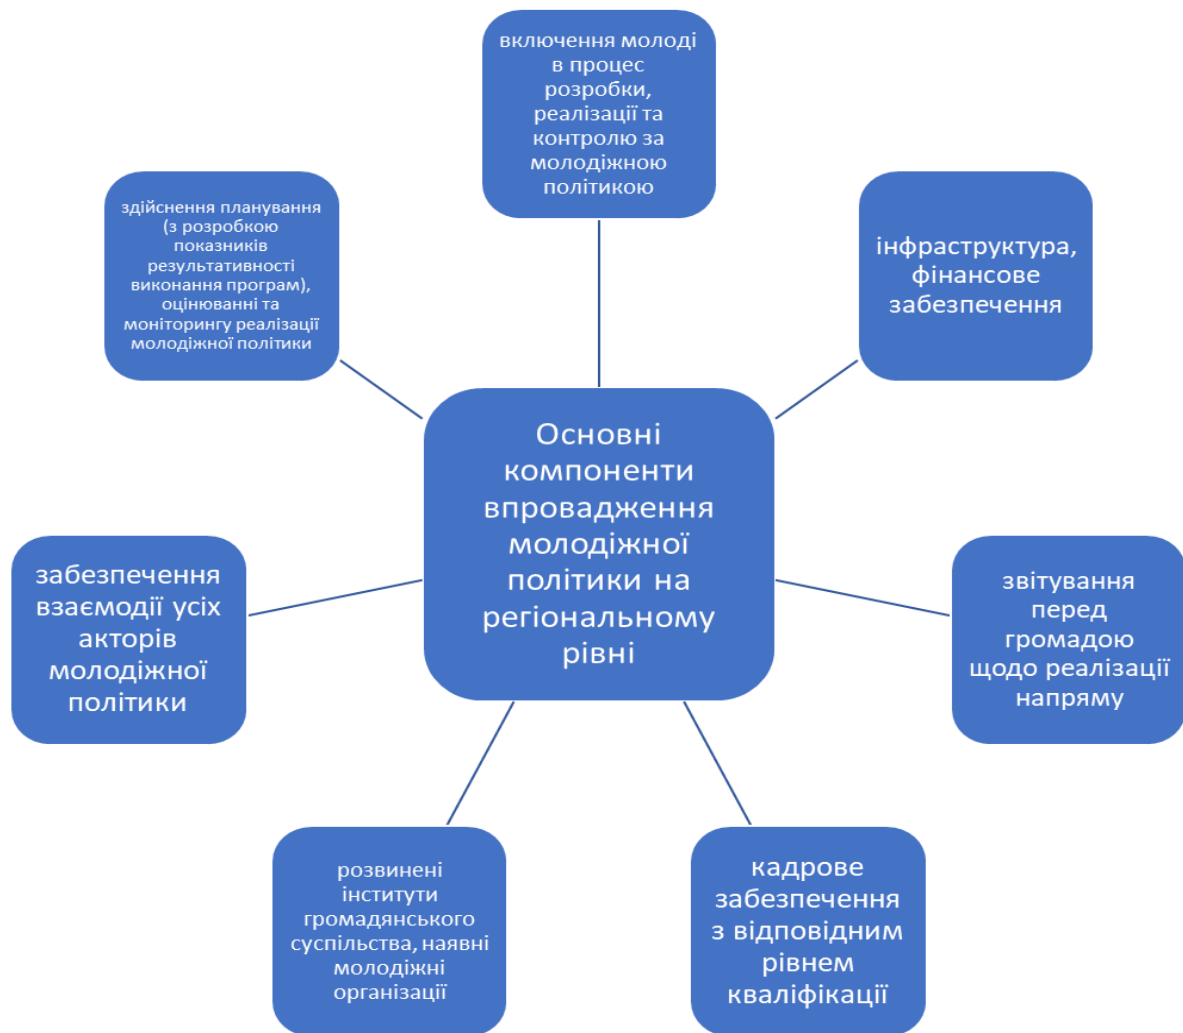 включення молоді
в процес
розробки,
реалізації та
контролю за
молодіжною
політикою
інфраструктура,
фінансове
забезпечення
звітування
перед
громадою
щодо реалізації
напряму
кадрове
забезпечення
з відповідним
рівнем
кваліфікації
розвинені
інститути
громадянського
суспільства, наявні
молодіжні
організації
забезпечення
взаємодії усіх
акторів
молодіжної
політики
здійснення планування
(з розробкою
показників
результативності
виконання програм),
оцінюванні та
моніторингу реалізації
молодіжної політики
Основні
компоненти
впровадження
молодіжної
політики на
регіональному
рівні